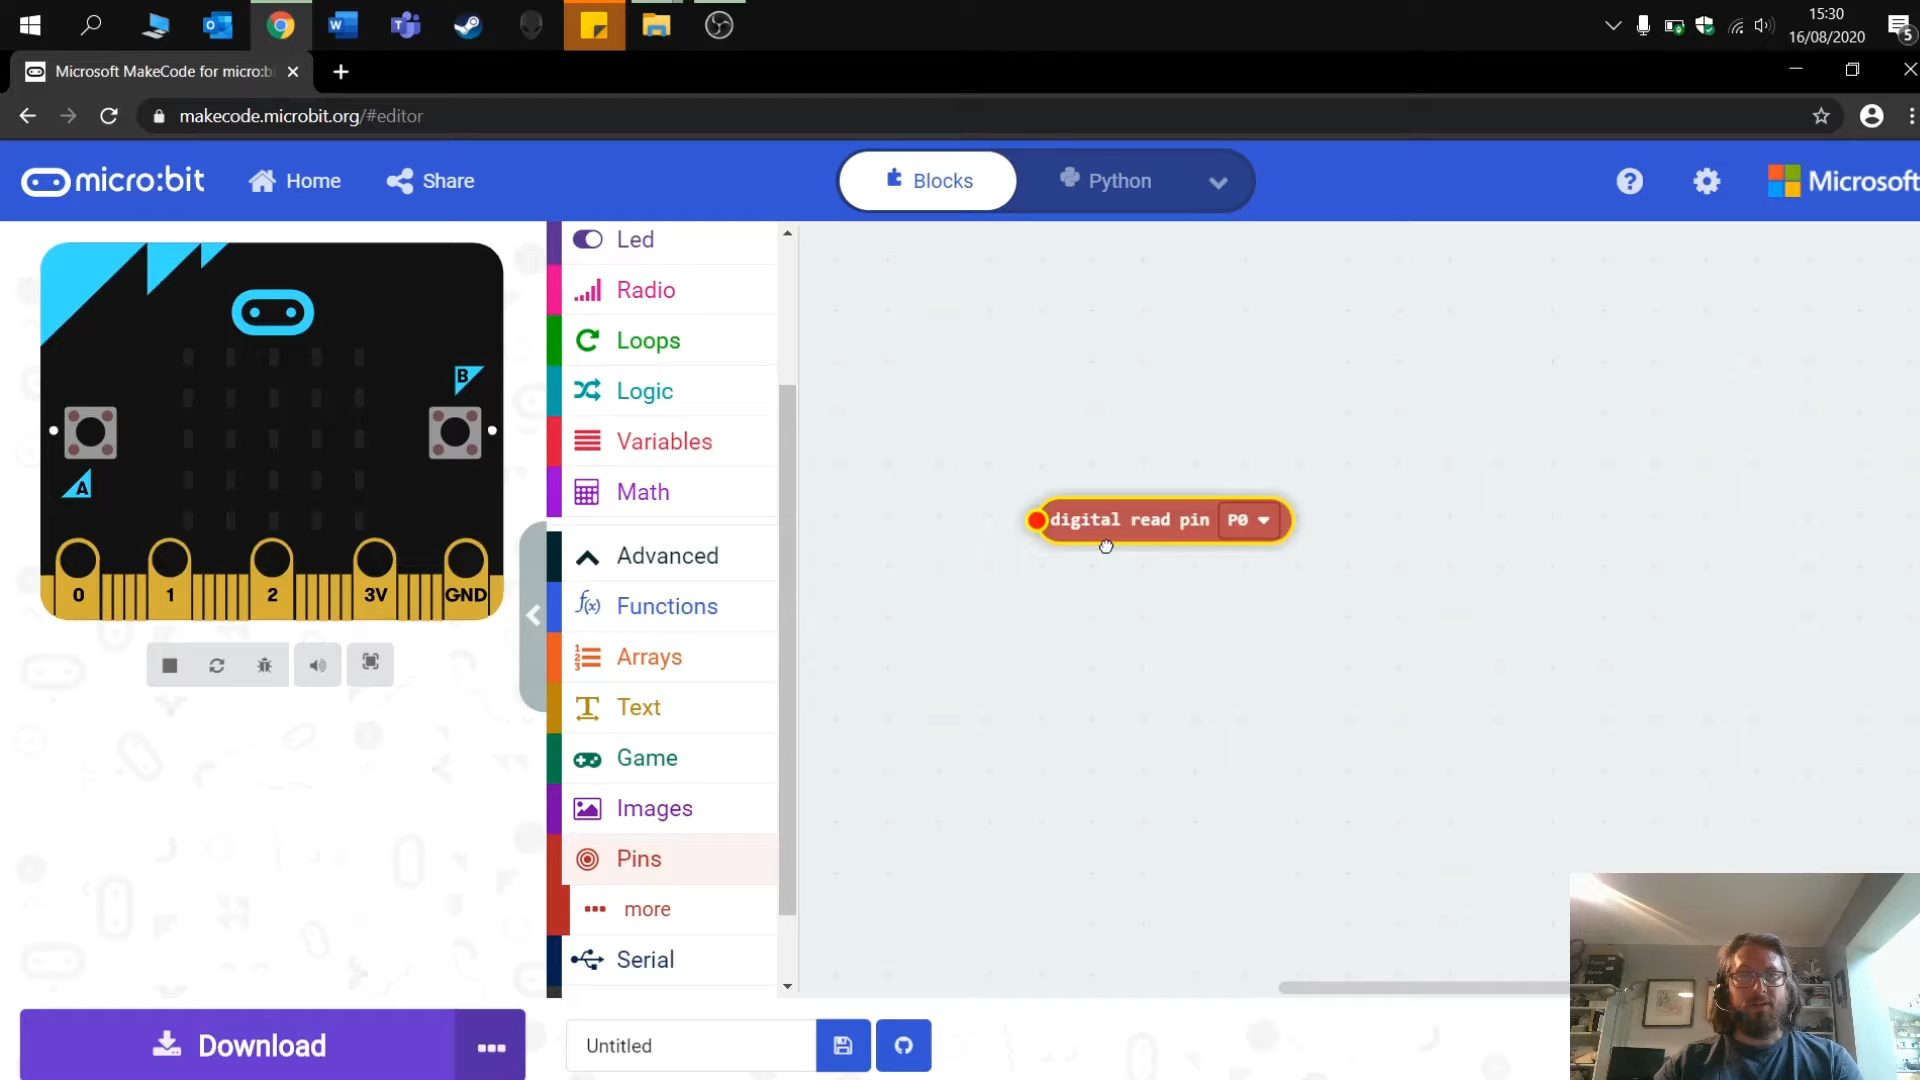 15:30
16/08/2020
5
Microsoft MakeCode for micro:b
makecode.microbit.org/#editor
micro:bit
Home
Share
Blocks
Python
Microsoft
Led
Radio
Loops
Logic
Variables
Math
Advanced
Functions
Arrays
Text
Game
Images
Pins
more
Serial
B
A
0
1
2
3V
GND
digital read pin P0
Download
Untitled